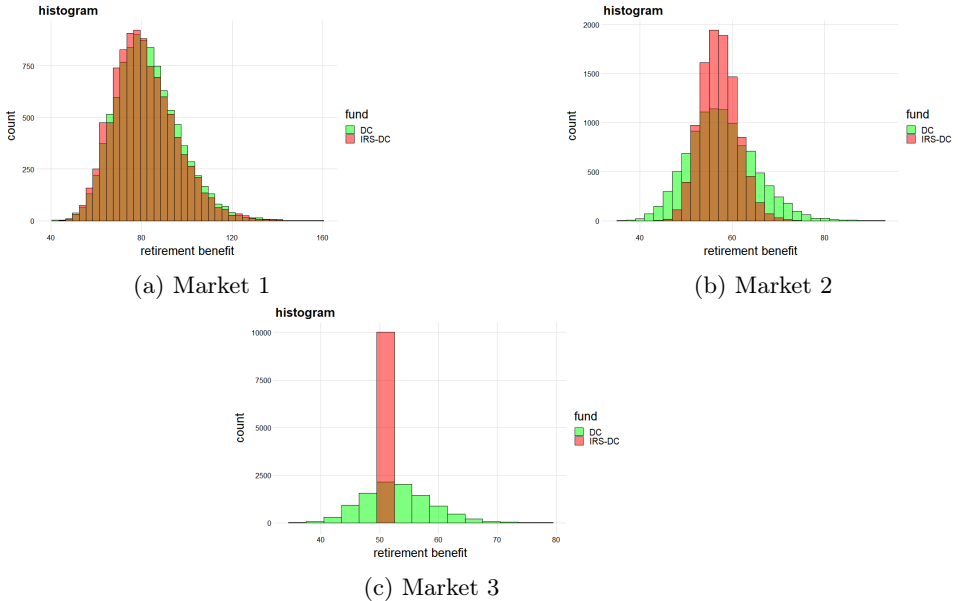 histogram
count
750
500
250
0
40
80
120
160
retirement benefit
fund
DC
IRS-DC
(a) Market 1
histogram
count
2000
1500
1000
500
0
40
60
80
retirement benefit
fund
DC
IRS-DC
(b) Market 2
histogram
count
10000
7500
5000
2500
0
40
50
60
70
80
retirement benefit
fund
DC
IRS-DC
(c) Market 3